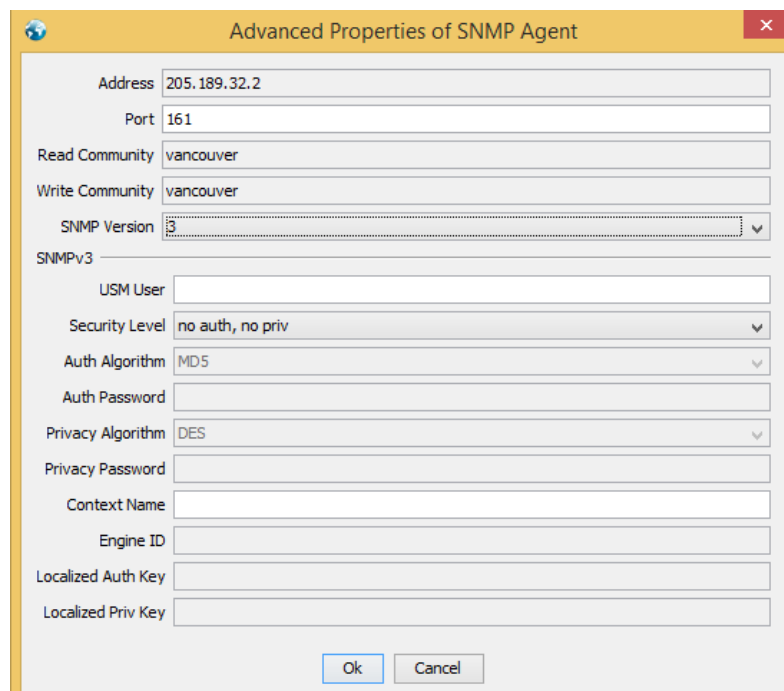 Advanced Properties of SNMP Agent
Address 205.189.32.2
Port 161
Read Community vancouver
Write Community vancouver
SNMP Version 3
SNMPv3
USM User
Security Level no auth, no priv
Auth Algorithm MD5
Auth Password
Privacy Algorithm DES
Privacy Password
Context Name
Engine ID
Localized Auth Key
Localized Priv Key
Ok Cancel